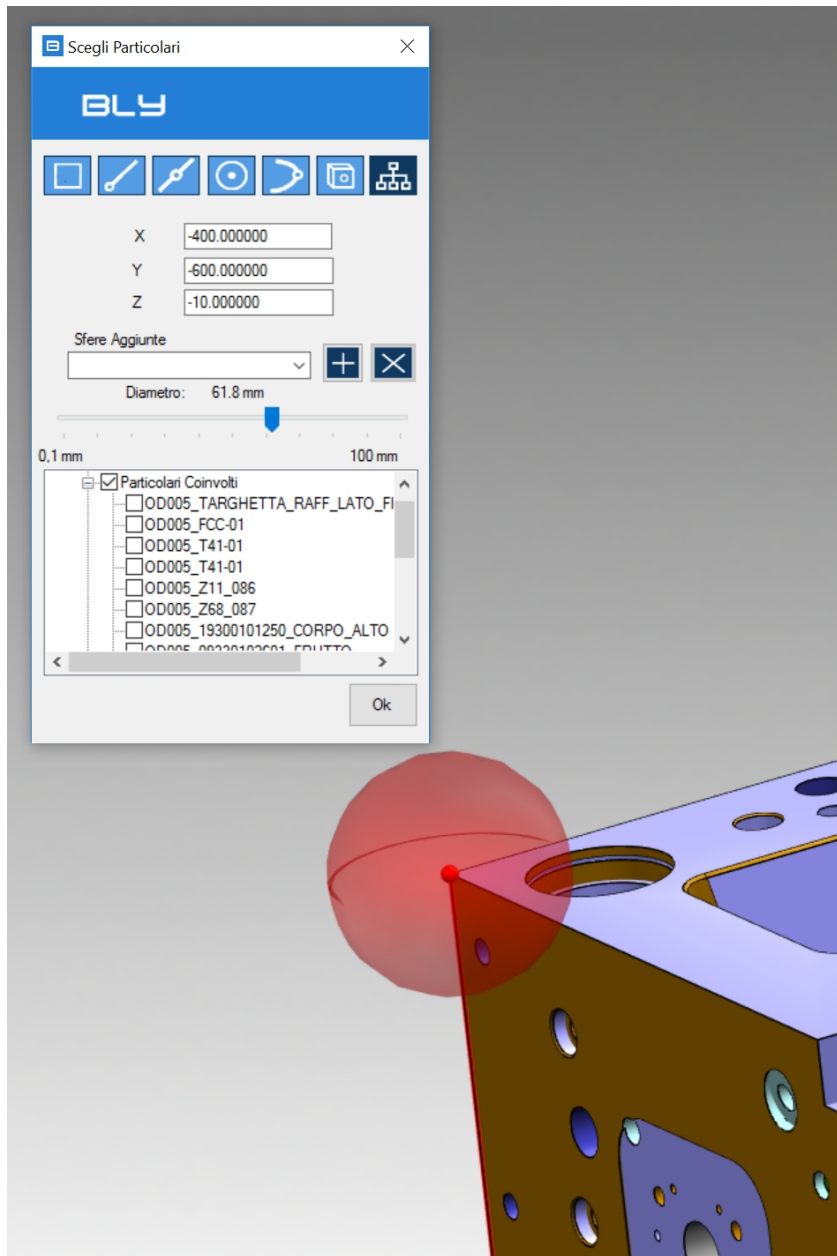 Scegli Particolari
BLY
X -400.000000
Y -600.000000
Z -10.000000
Sfere Aggiunte
Diametro: 61.8 mm
0,1 mm 100 mm
Particolari Coinvolti
OD005_TARGHETTA_RAFF_LATO_FI
OD005_FCC-01
OD005_T41-01
OD005_T41-01
OD005_Z11_086
OD005_Z68_087
OD005_19300101250_CORPO_ALTO
Ok